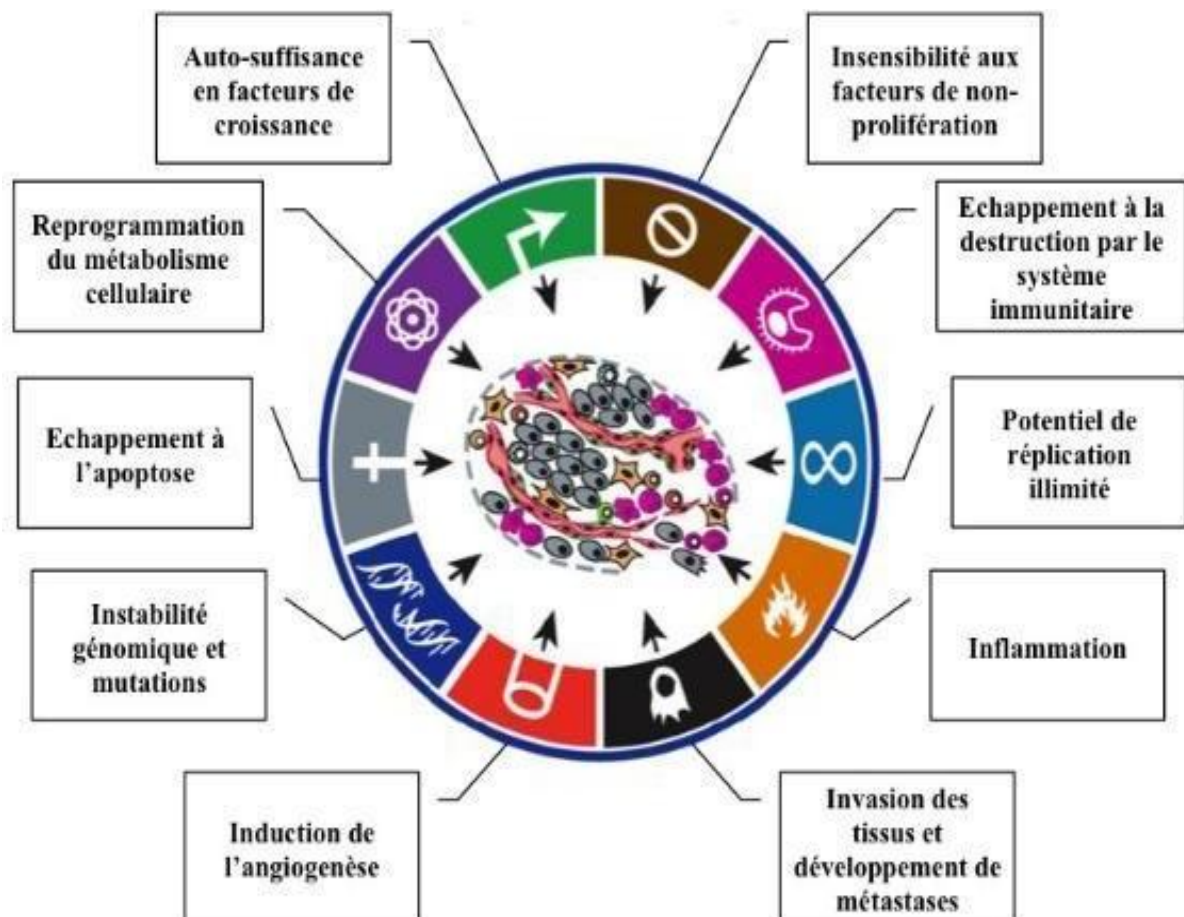 Auto-suffisance
en facteurs de
croissance
Insensibilité aux
facteurs de non-
prolifération
Reprogrammation
du métabolisme
cellulaire
Echappement à la
destruction par le
système
immunitaire
Echappement à
l’apoptose
Potentiel de
réplication
illimité
Instabilité
génomique et
mutations
Inflammation
Induction de
l’angiogenèse
Invasion des
tissus et
développement de
métastases